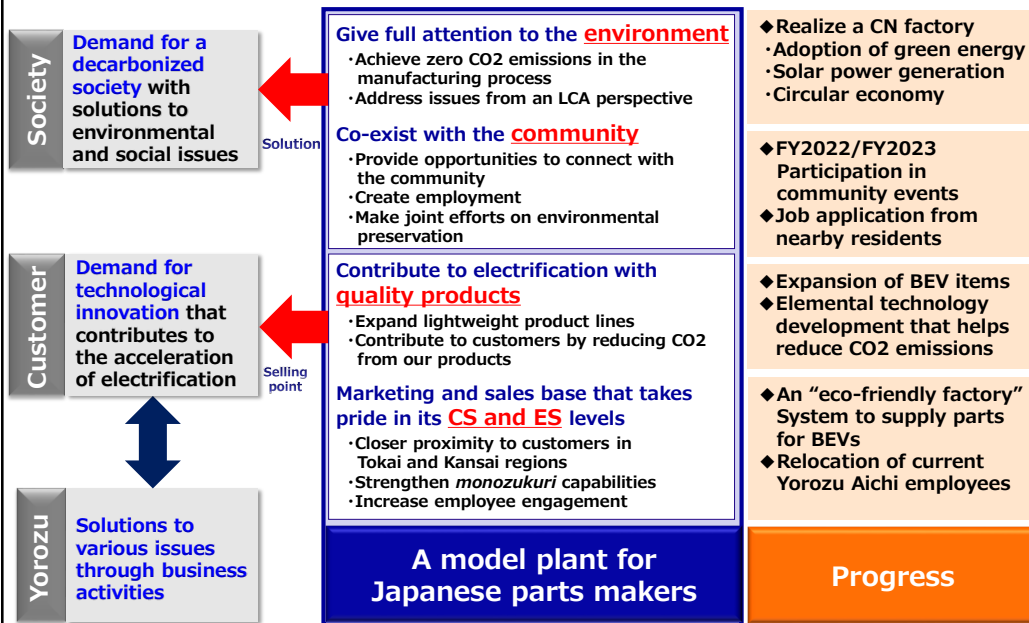 Society
Demand for a
decarbonized
society with
solutions to
environmental
and social issues
Solution
Customer
Demand for
technological
innovation that
contributes to
the acceleration
of electrification
Selling
point
Yorozu
Solutions to
various issues
through business
activities
Give full attention to the environment
・Achieve zero CO2 emissions in the
manufacturing process
・Address issues from an LCA perspective
Co-exist with the community
・Provide opportunities to connect with
the community
・Create employment
・Make joint efforts on environmental
preservation
Contribute to electrification with
quality products
・Expand lightweight product lines
・Contribute to customers by reducing CO2
from our products
Marketing and sales base that takes
pride in its CS and ES levels
・Closer proximity to customers in
Tokai and Kansai regions
・Strengthen monozukuri capabilities
・Increase employee engagement
A model plant for
Japanese parts makers
◆Realize a CN factory
・Adoption of green energy
・Solar power generation
・Circular economy
◆FY2022/FY2023
Participation in
community events
◆Job application from
nearby residents
◆Expansion of BEV items
◆Elemental technology
development that helps
reduce CO2 emissions
◆An “eco-friendly factory”
System to supply parts
for BEVs
◆Relocation of current
Yorozu Aichi employees
Progress